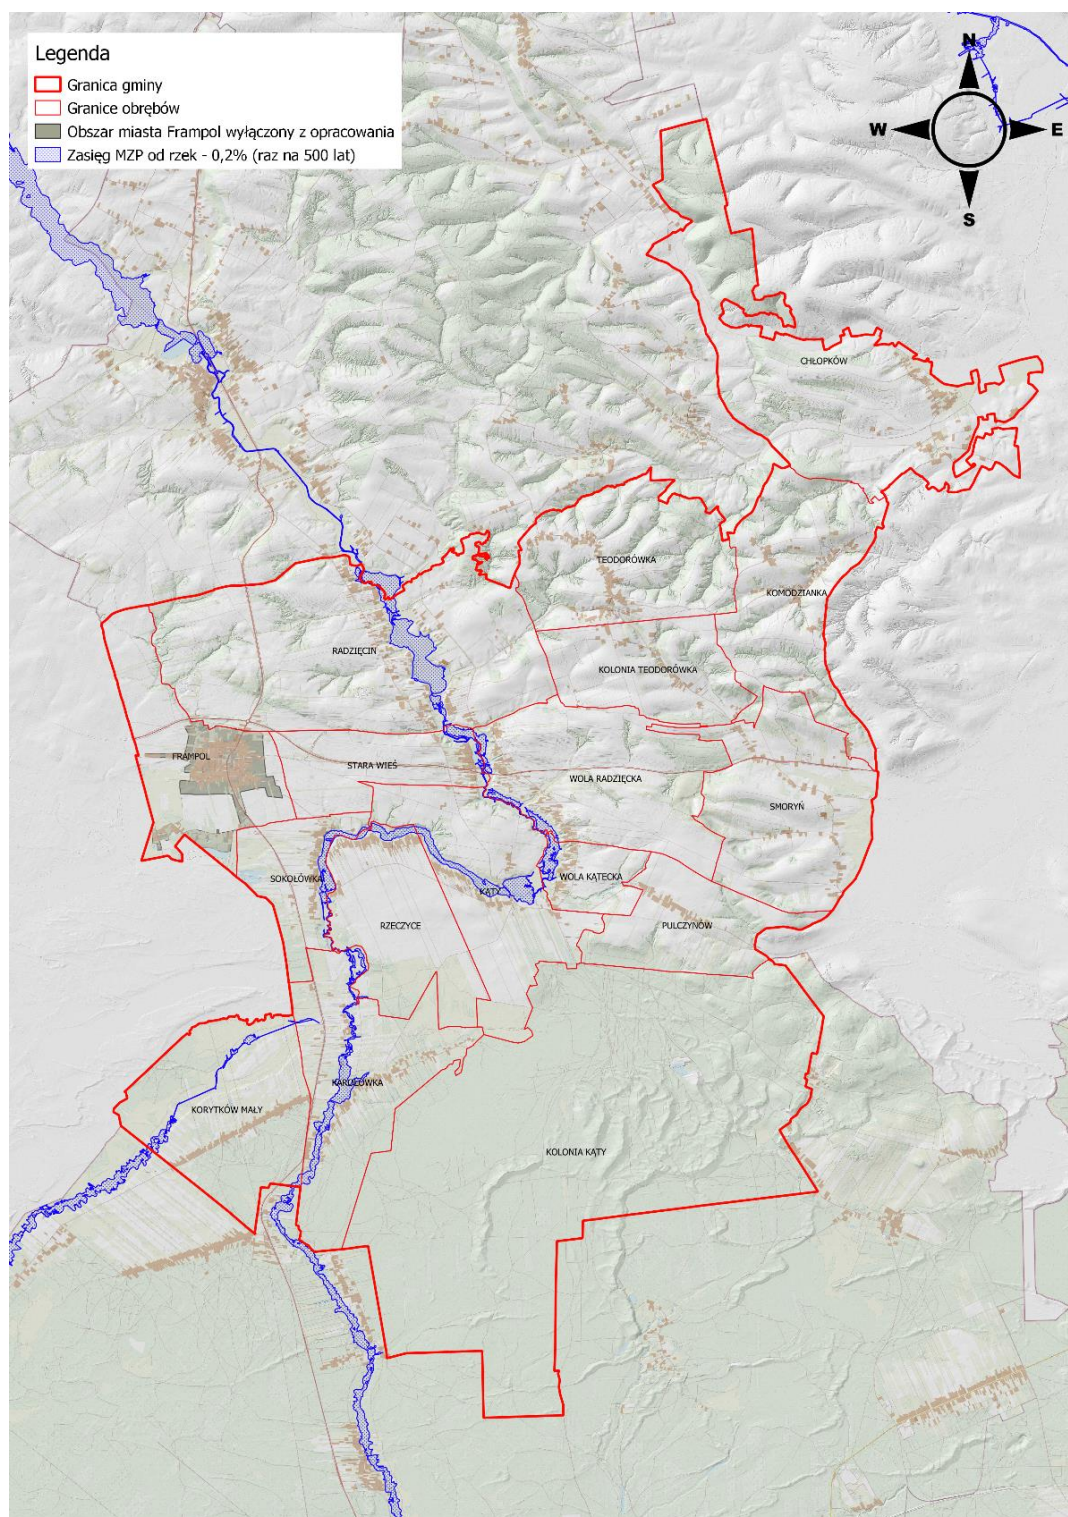 Legenda
Granica gminy
Granice obrębów
Obszar miasta Frampol wyłączony z opracowania
Zasięg MZP od rzek - 0,2% (raz na 500 lat)
N
W
E
S
CHŁOPKÓW
TEODORÓWKA
KOMODZIANKA
RADZIĘCIN
KOLONIA TEODORÓWKA
FRAMPOL
STARA WIEŚ
WOLA RADZIĘCKA
SMORYŃ
SOKOŁÓWKA
KĄTY
WOLA KĄTECKA
RZECZYCE
PULCZYNÓW
KAROLÓWKA
KORYTKÓW MAŁY
KOLONIA KĄTY